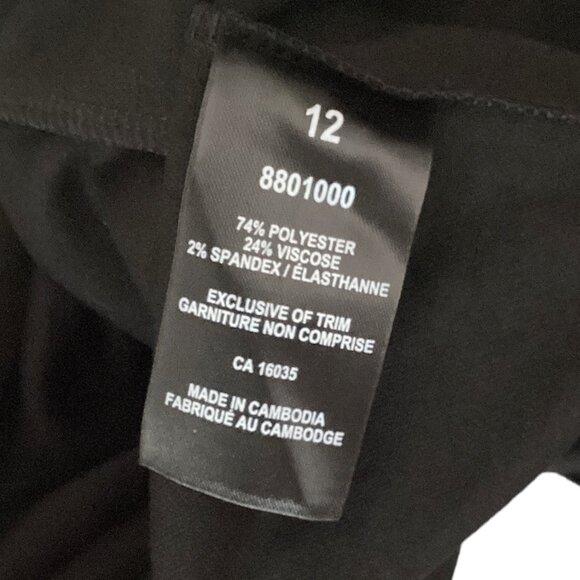 12
8801000
74% POLYESTER
24% VISCOSE
2% SPANDEX / ÉLASTHANNE
EXCLUSIVE OF TRIM
GARNITURE NON COMPRISE
CA 16035
MADE IN CAMBODIA
FABRIQUÉ AU CAMBODGE